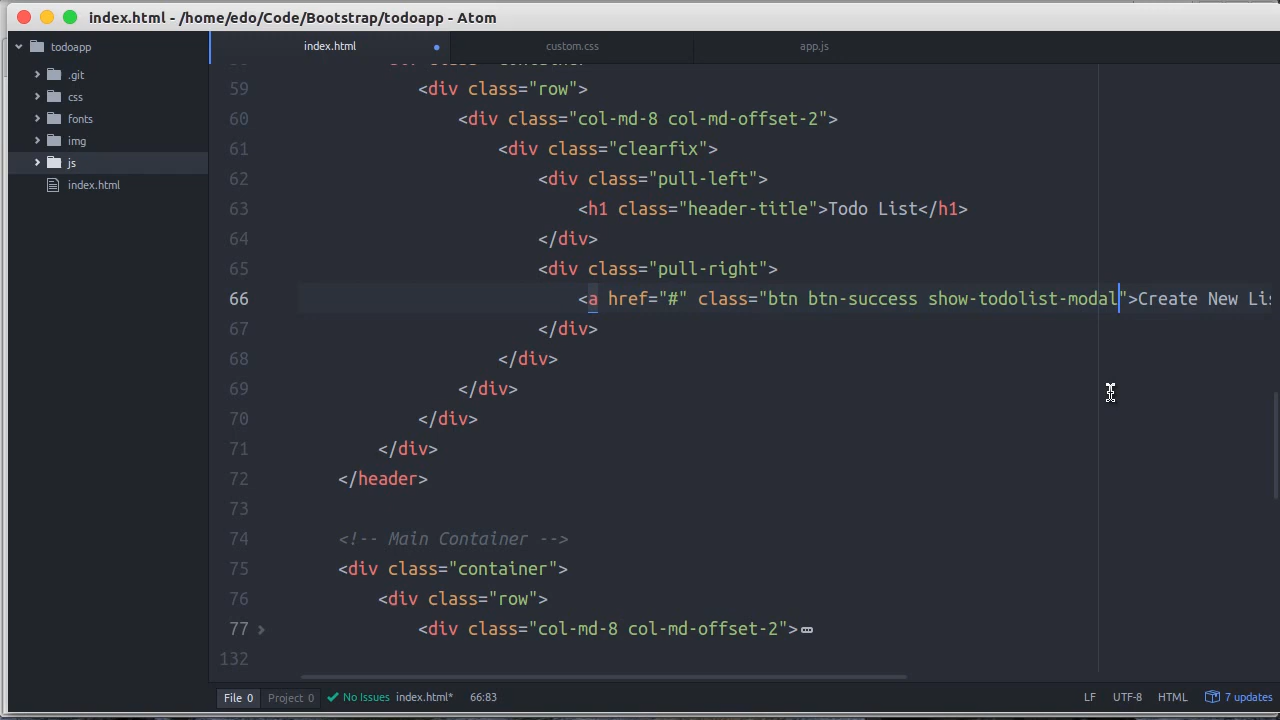 index.html - /home/edo/Code/Bootstrap/todoapp - Atom
todoapp
.git
css
fonts
img
js
index.html
index.html
custom.css
app.js
59 <div class="row">
60 <div class="col-md-8 col-md-offset-2">
61 <div class="clearfix">
62 <div class="pull-left">
63 <h1 class="header-title">Todo List</h1>
64 </div>
65 <div class="pull-right">
66 <a href="#" class="btn btn-success show-todolist-modal">Create New Lis
67 </div>
68 </div>
69 </div>
70 </div>
71 </div>
72 </header>
73
74 <!-- Main Container -->
75 <div class="container">
76 <div class="row">
77 <div class="col-md-8 col-md-offset-2">
132
File 0 Project 0 No Issues index.html* 66:83 LF UTF-8 HTML 7 updates